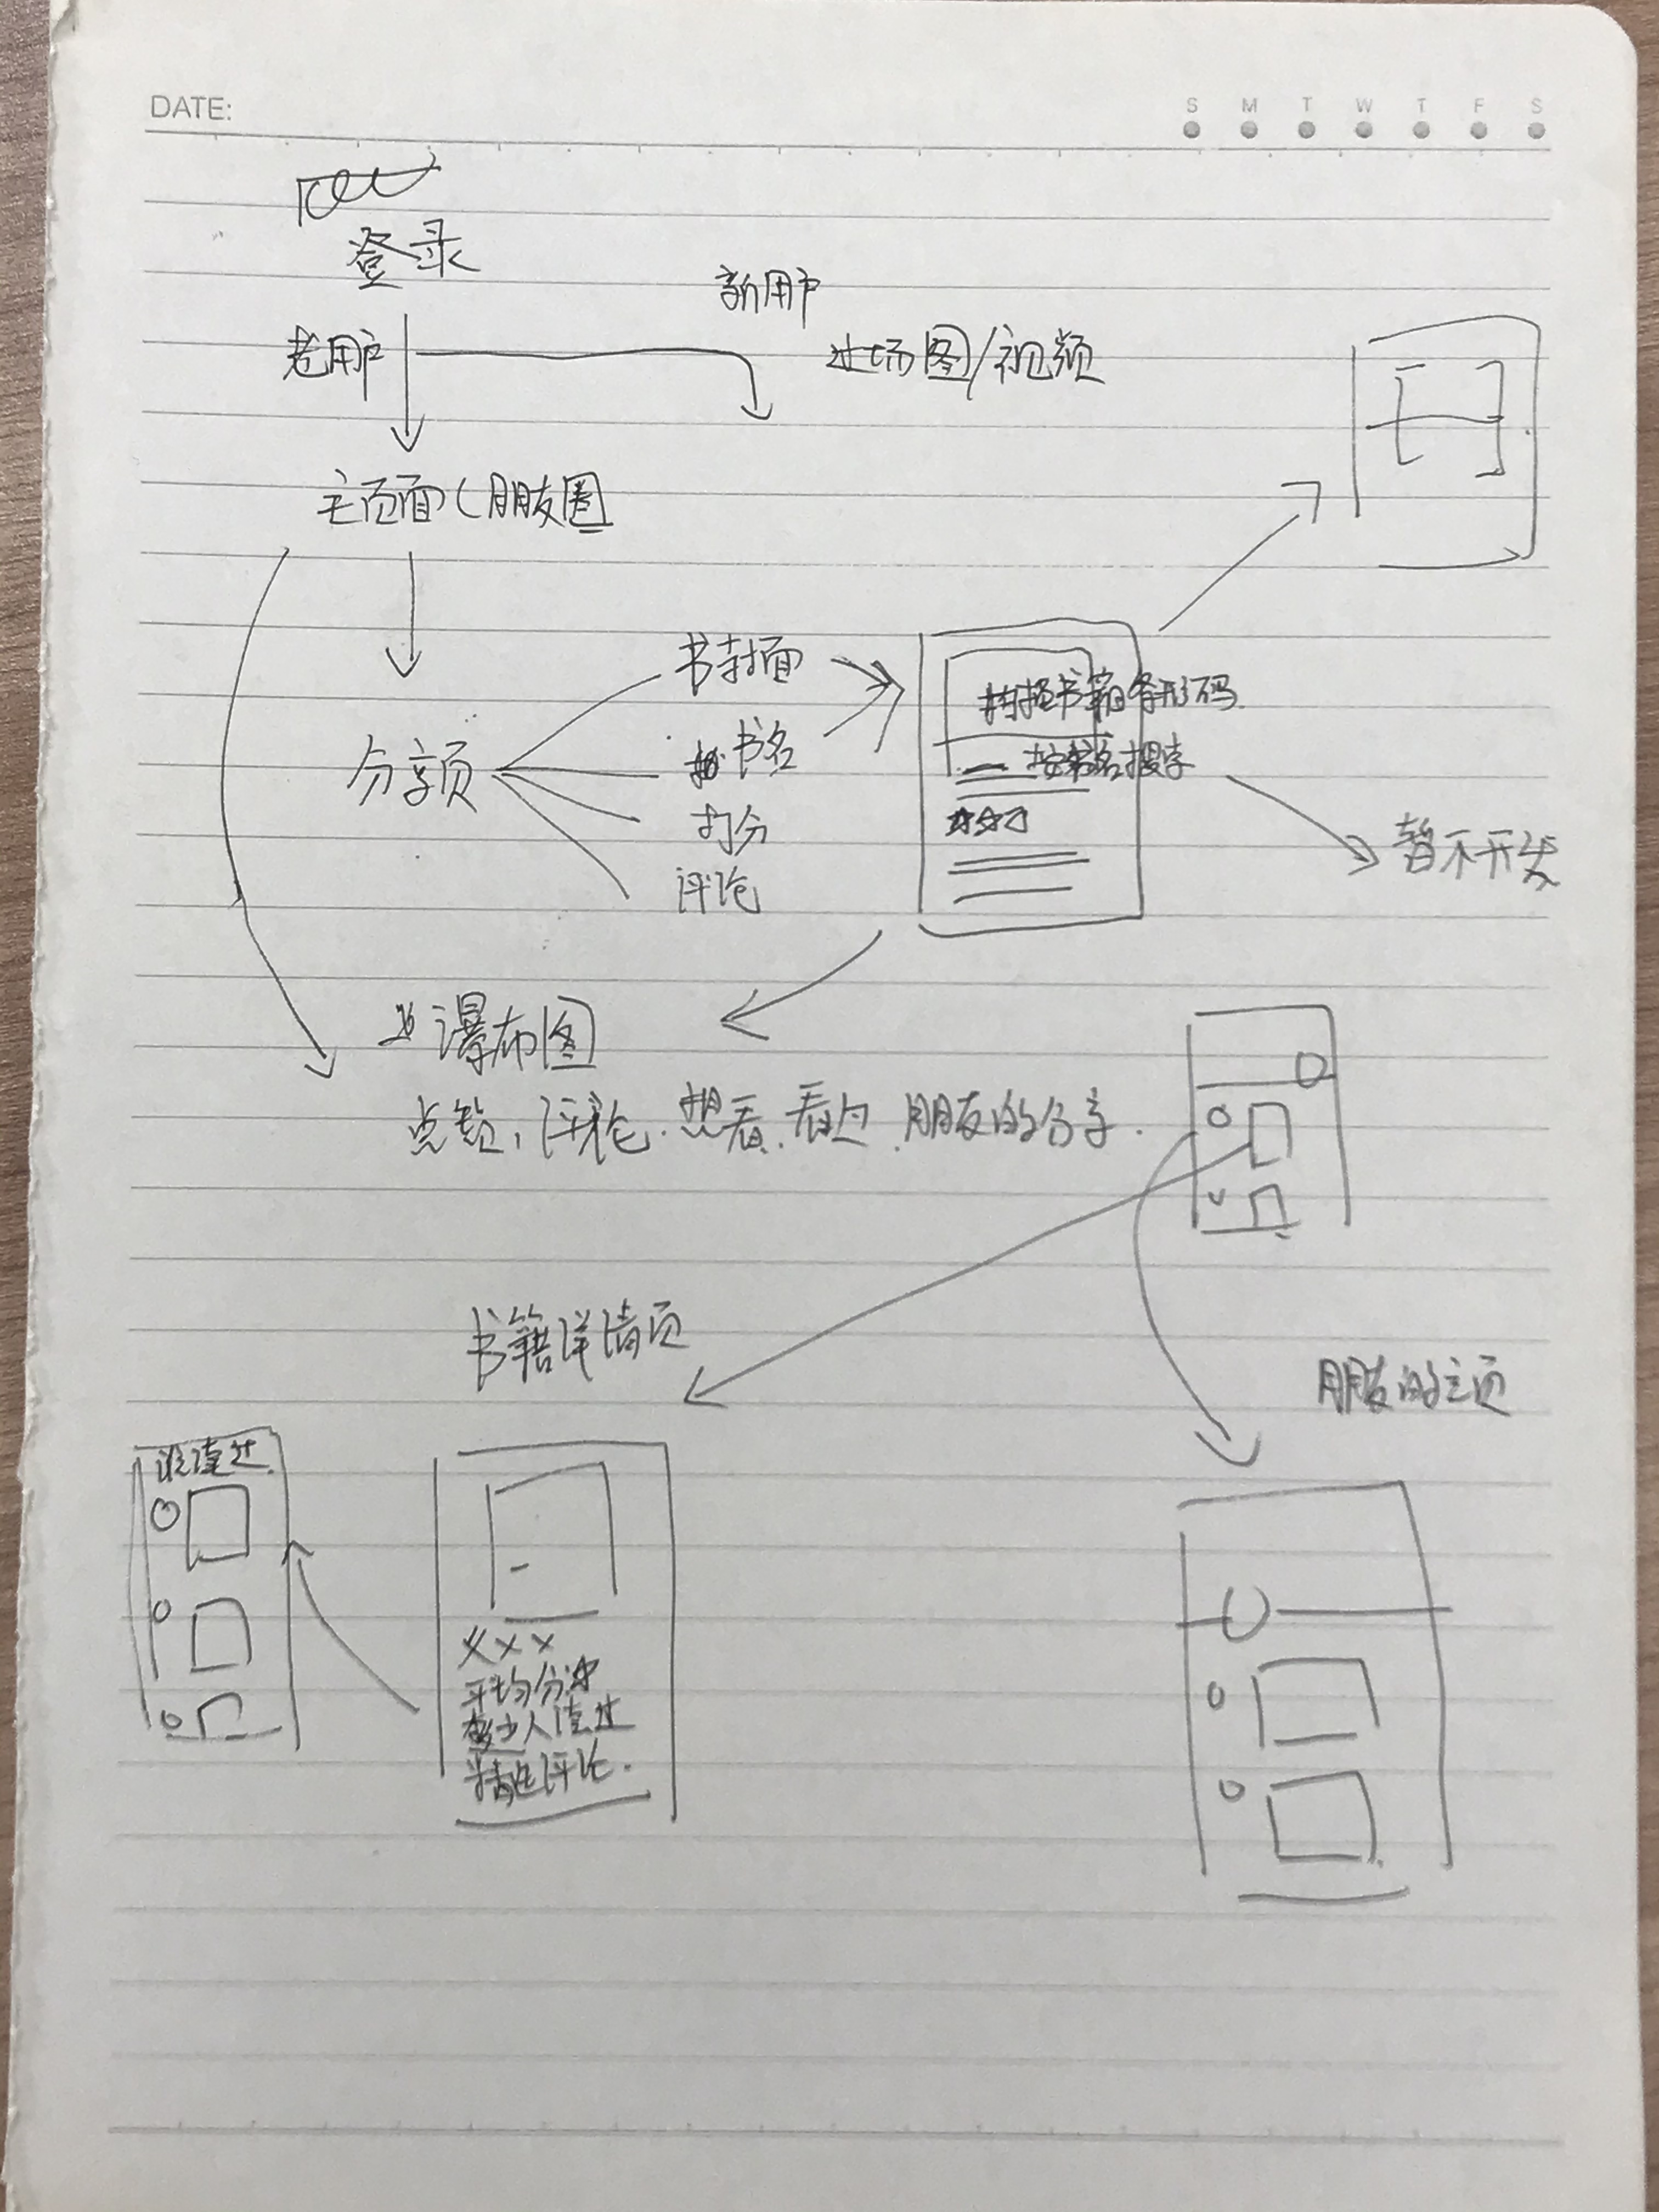 DATE:
S M T W T F S
登录
新用户
老用户
过场图/视频
主页面(朋友圈
书封面
扫描书籍条形码
书名
按书名搜索
分享页
打分
暂不开发
评论
瀑布图
点赞,评论.想看.看过.朋友的分享.
书籍详情页
朋友的主页
谁读过.
XXX
平均分
多少人读过
精选评论.